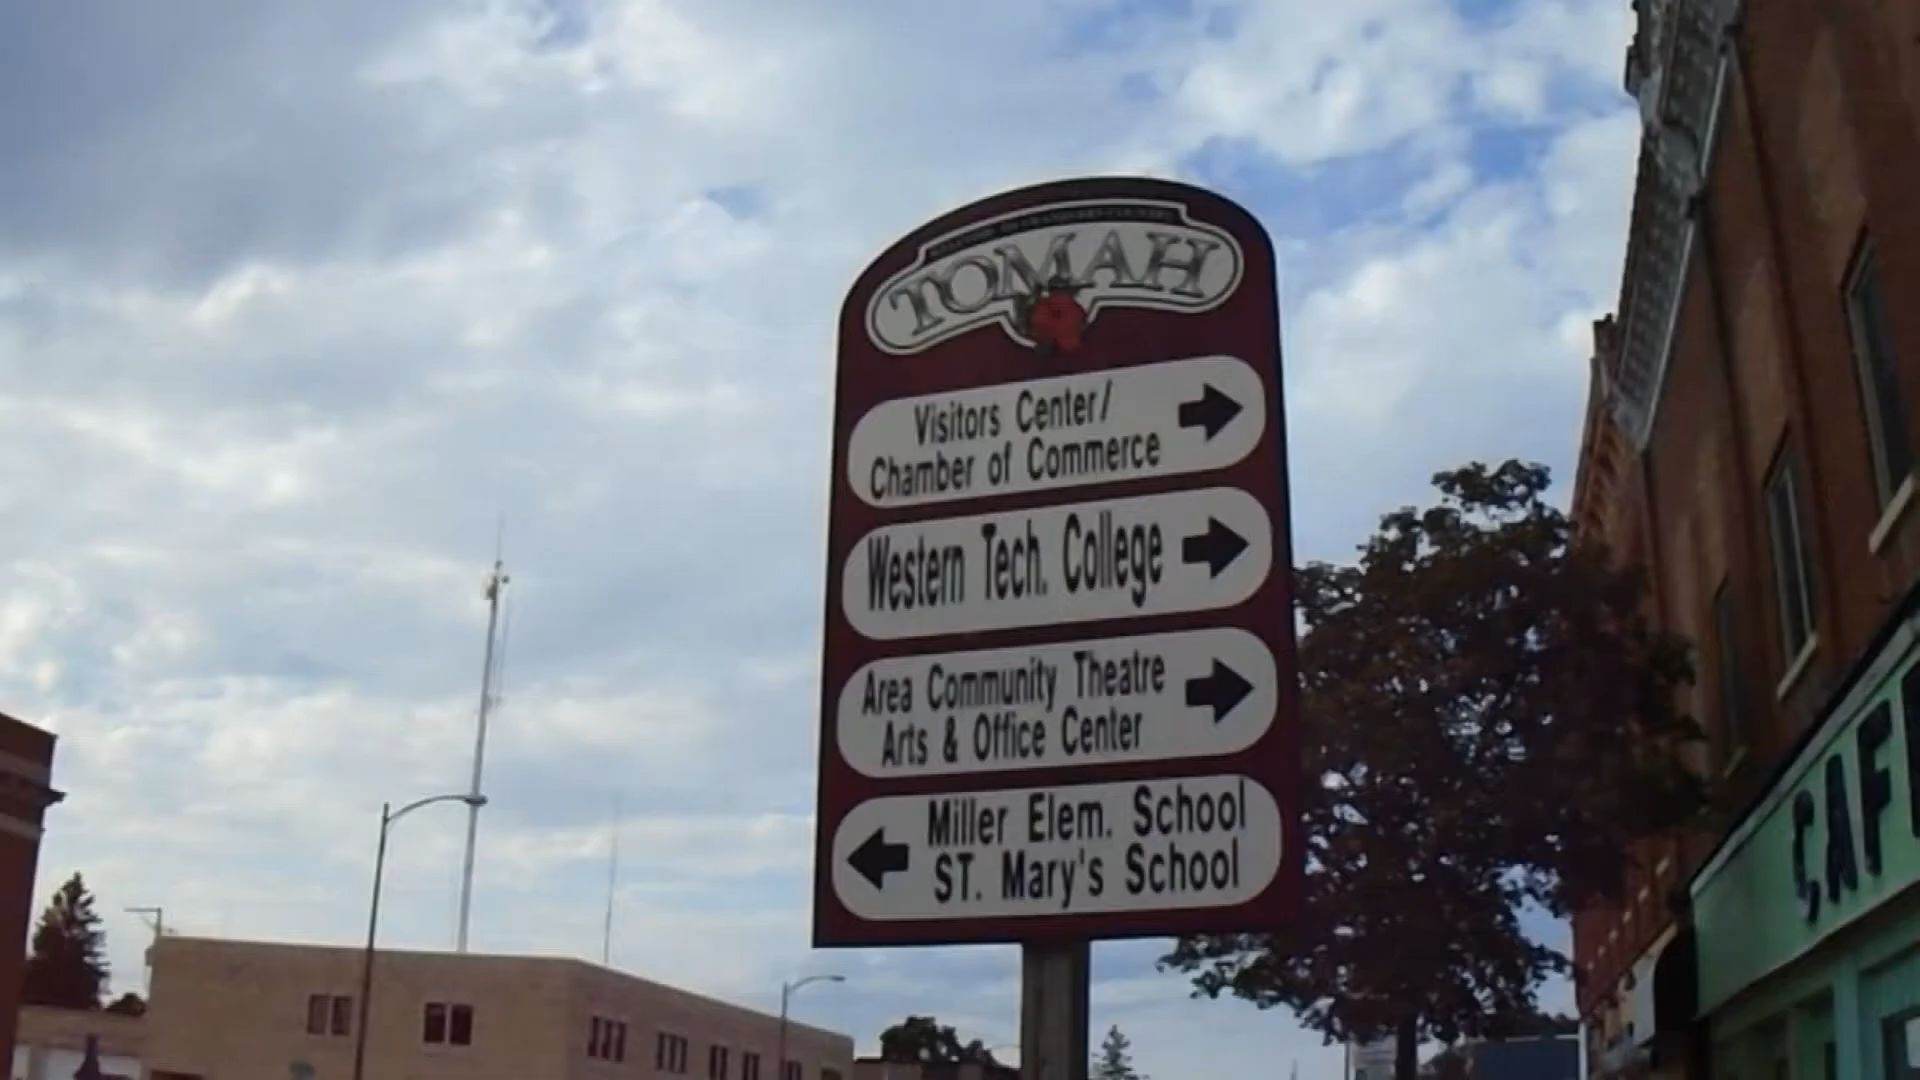 TOMAH
Visitors Center/
Chamber of Commerce
Western Tech. College
Area Community Theatre
Arts & Office Center
Miller Elem. School
ST. Mary's School
CAF